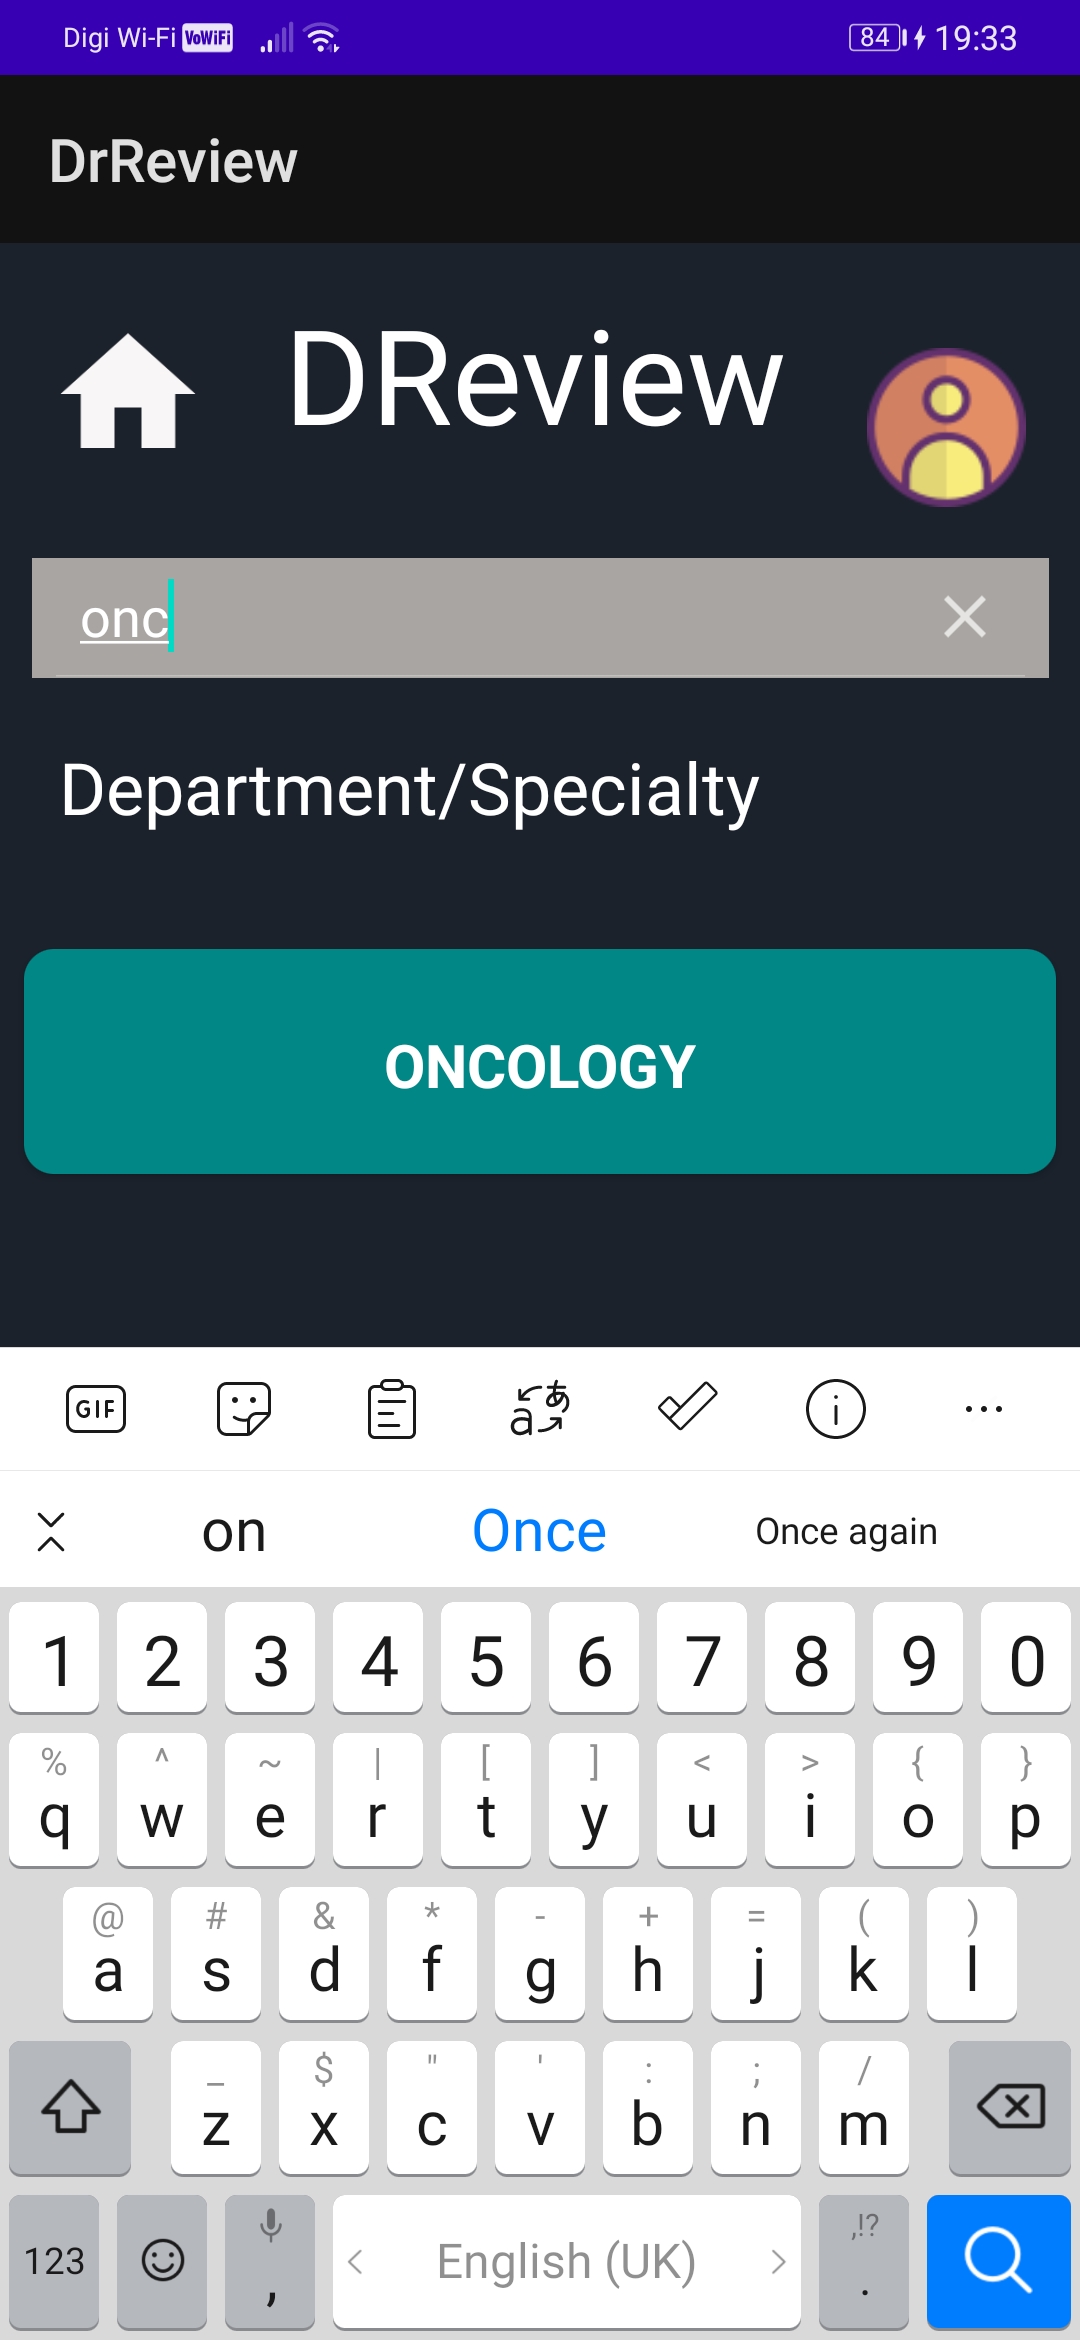 Digi Wi-Fi VoWiFi 84 19:33
DrReview
DReview
onc
Department/Specialty
ONCOLOGY
GIF a あ i ...
on Once Once again
1 2 3 4 5 6 7 8 9 0
% ^ ~ | [ ] < > { }
q w e r t y u i o p
@ # & * - + = ( )
a s d f g h j k l
_ $ " ' : ; /
z x c v b n m
123 , < English (UK) > ,!? .